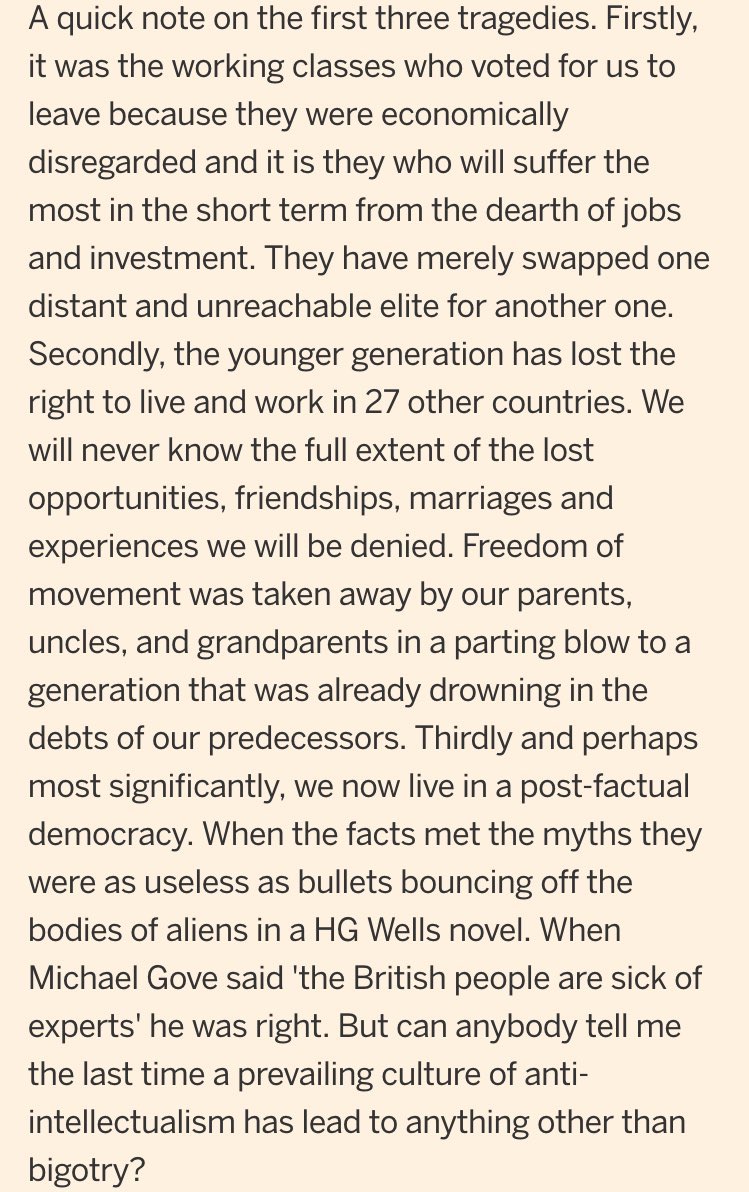 A quick note on the first three tragedies. Firstly,
it was the working classes who voted for us to
leave because they were economically
disregarded and it is they who will suffer the
most in the short term from the dearth of jobs
and investment. They have merely swapped one
distant and unreachable elite for another one.
Secondly, the younger generation has lost the
right to live and work in 27 other countries. We
will never know the full extent of the lost
opportunities, friendships, marriages and
experiences we will be denied. Freedom of
movement was taken away by our parents,
uncles, and grandparents in a parting blow to a
generation that was already drowning in the
debts of our predecessors. Thirdly and perhaps
most significantly, we now live in a post-factual
democracy. When the facts met the myths they
were as useless as bullets bouncing off the
bodies of aliens in a HG Wells novel. When
Michael Gove said 'the British people are sick of
experts' he was right. But can anybody tell me
the last time a prevailing culture of anti-
intellectualism has lead to anything other than
bigotry?